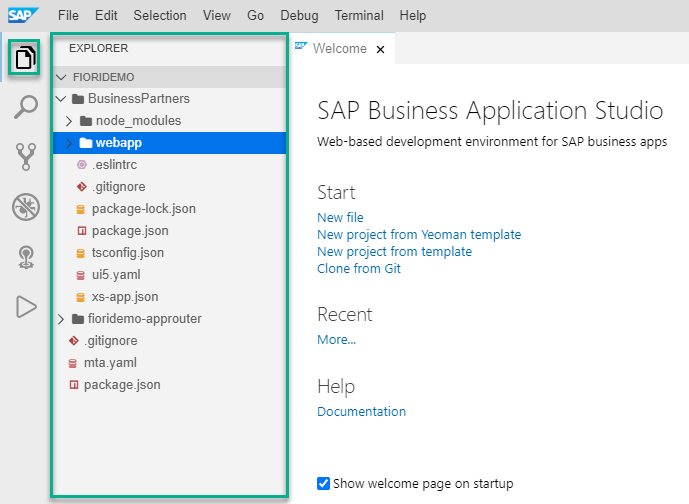 SAP File Edit Selection View Go Debug Terminal Help
EXPLORER
FIORIDEMO
BusinessPartners
node_modules
webapp
.eslintrc
.gitignore
package-lock.json
package.json
tsconfig.json
ui5.yaml
xs-app.json
fioridemo-approuter
.gitignore
mta.yaml
package.json
SAP Welcome
SAP Business Application Studio
Web-based development environment for SAP business apps
Start
New file
New project from Yeoman template
New project from template
Clone from Git
Recent
More...
Help
Documentation
Show welcome page on startup